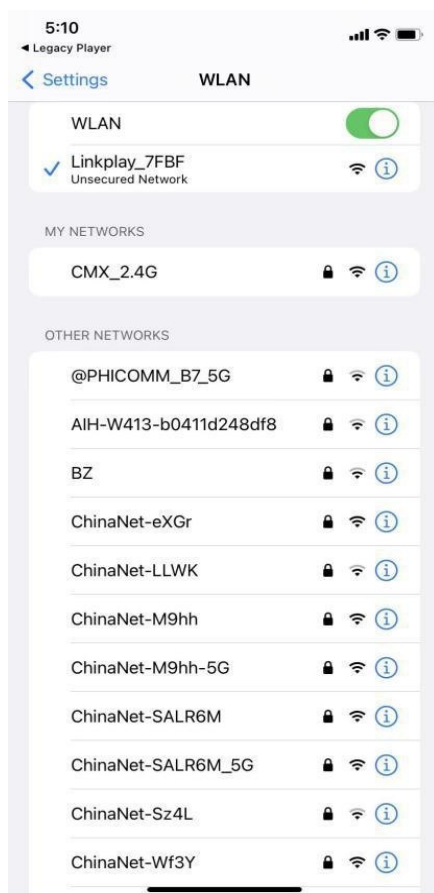 5:10
◀ Legacy Player
Settings WLAN
WLAN
Linkplay_7FBF
Unsecured Network
MY NETWORKS
CMX_2.4G
OTHER NETWORKS
@PHICOMM_B7_5G
AIH-W413-b0411d248df8
BZ
ChinaNet-eXGr
ChinaNet-LLWK
ChinaNet-M9hh
ChinaNet-M9hh-5G
ChinaNet-SALR6M
ChinaNet-SALR6M_5G
ChinaNet-Sz4L
ChinaNet-Wf3Y